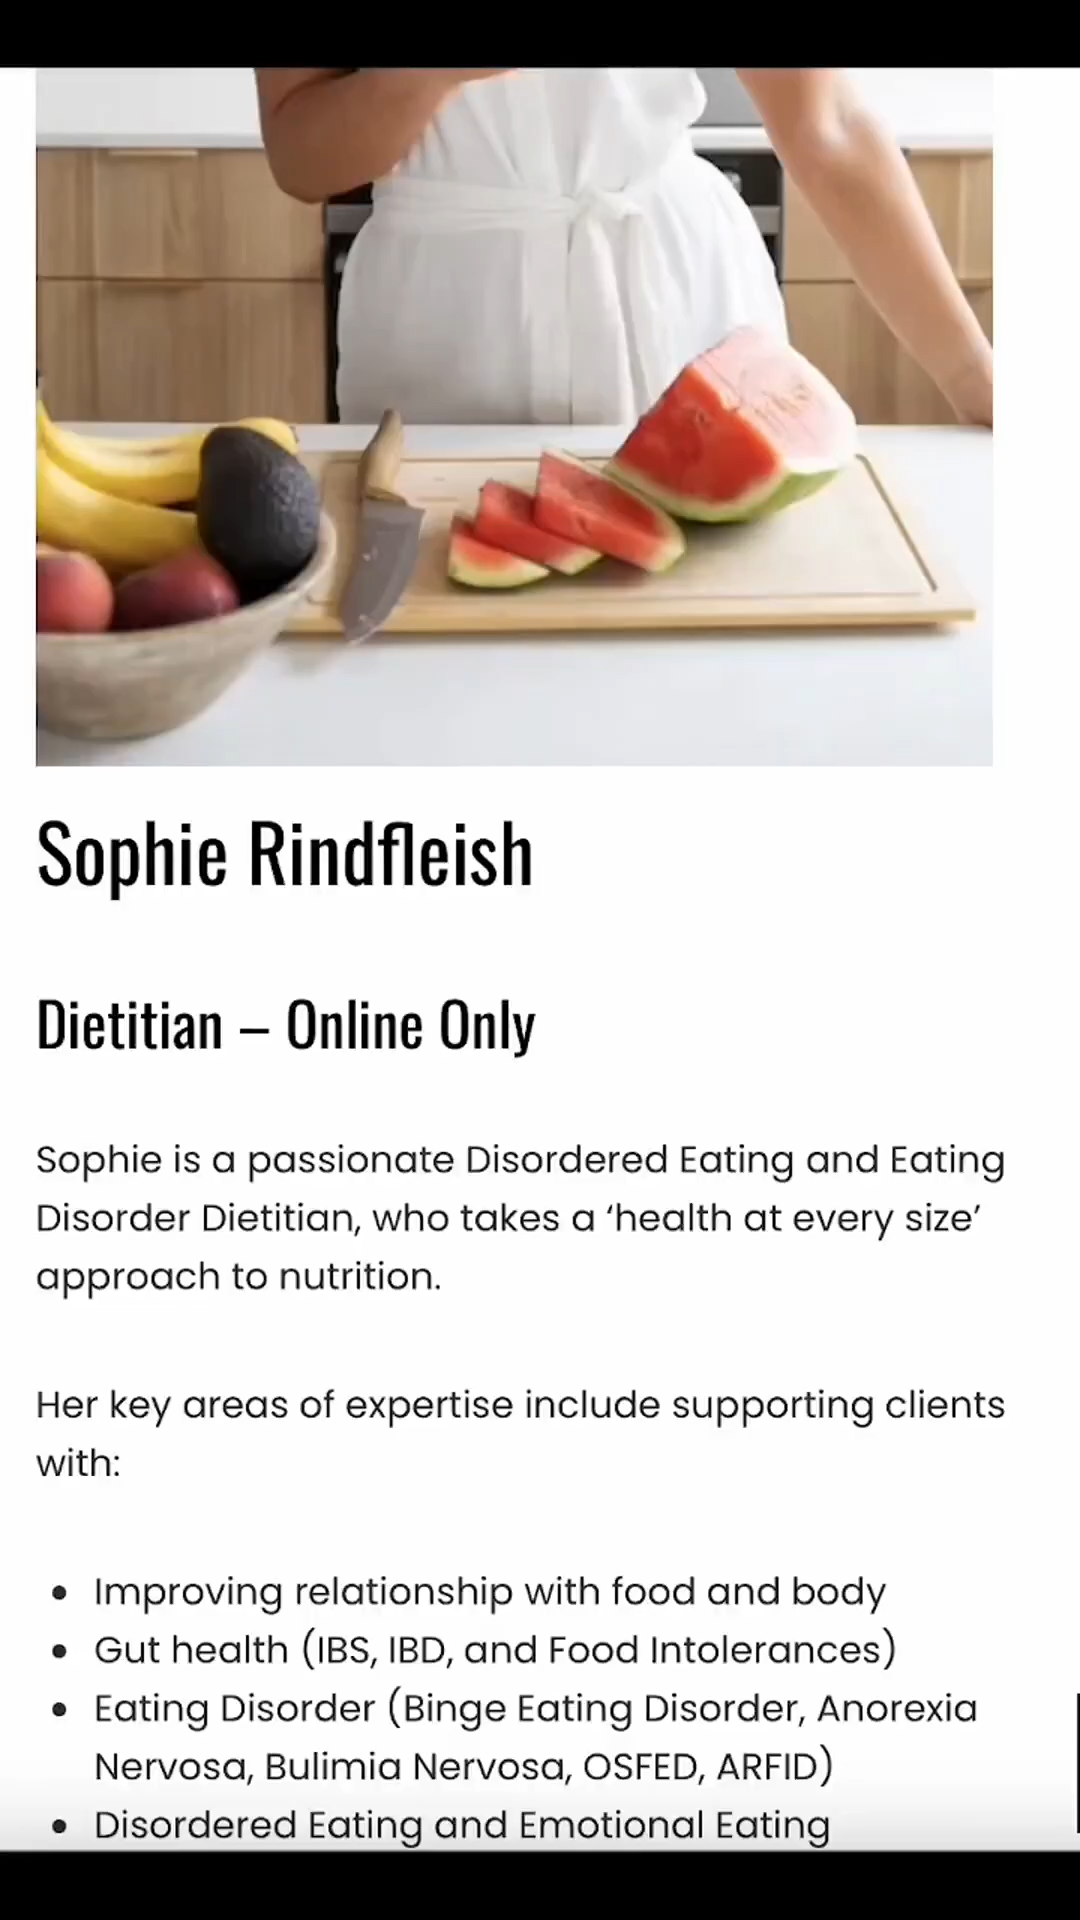 Sophie Rindfleish
Dietitian – Online Only
Sophie is a passionate Disordered Eating and Eating
Disorder Dietitian, who takes a ‘health at every size’
approach to nutrition.
Her key areas of expertise include supporting clients
with:
• Improving relationship with food and body
• Gut health (IBS, IBD, and Food Intolerances)
• Eating Disorder (Binge Eating Disorder, Anorexia
Nervosa, Bulimia Nervosa, OSFED, ARFID)
• Disordered Eating and Emotional Eating